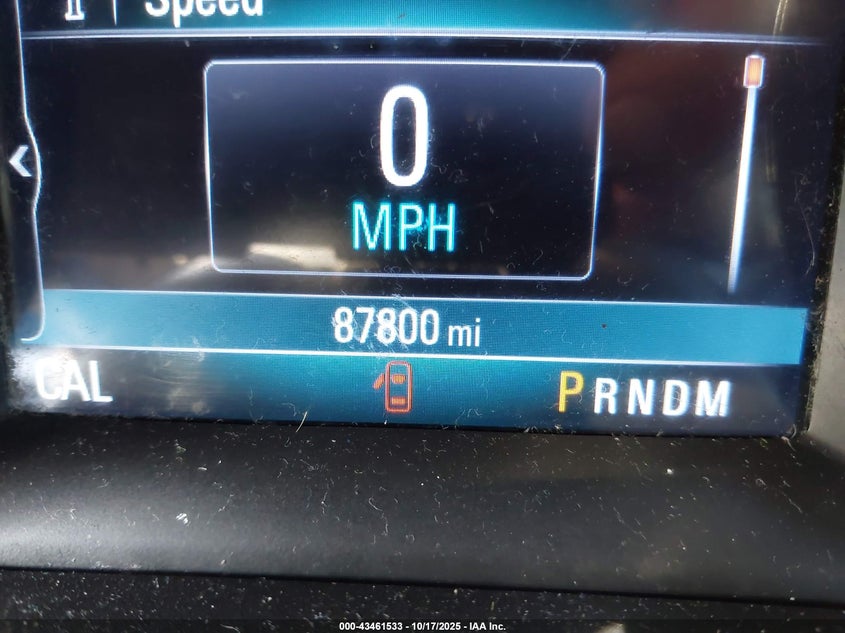 Speed
0
MPH
87800 mi
CAL PRNDM
000-43461533 - 10/17/2025 - IAA Inc.